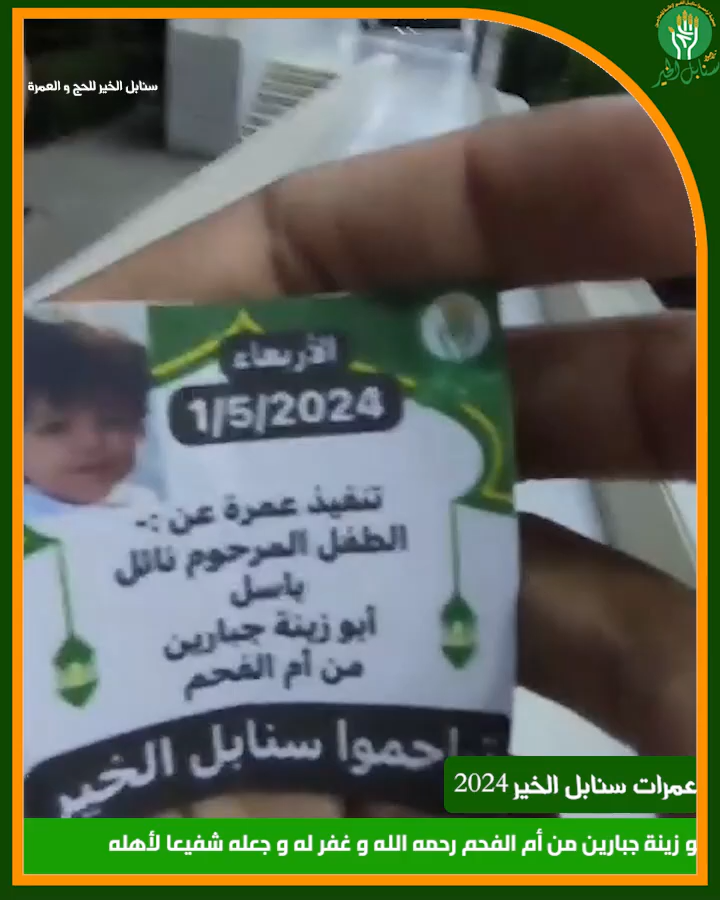 سنابل الخير
سنابل الخير للحج و العمرة
الأربعاء
1/5/2024
تنفيذ عمرة عن :-
الطفل المرحوم نائل
باسل
أبو زينة جبارين
من أم الفحم
سنابل الخير
عمرات سنابل الخير 2024
و زينة جبارين من أم الفحم رحمه الله و غفر له و جعله شفيعا لأهله